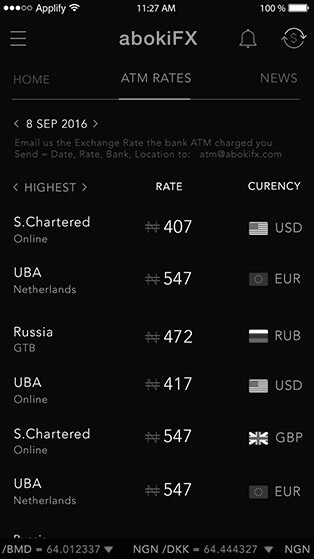 Applify 11:27 AM 100 %
abokiFX
$
HOME ATM RATES NEWS
< 8 SEP 2016 >
Email us the Exchange Rate the bank ATM charged you
Send = Date, Rate, Bank, Location to: atm@abokifx.com
< HIGHEST > RATE CURENCY
S.Chartered ₦ 407 USD
Online
UBA ₦ 547 EUR
Netherlands
Russia ₦ 472 RUB
GTB
UBA ₦ 417 USD
Online
S.Chartered ₦ 547 GBP
Online
UBA ₦ 547 EUR
Netherlands
Russia
/BMD = 64.012337 ▼ NGN /DKK = 64.444327 ▼ NGN